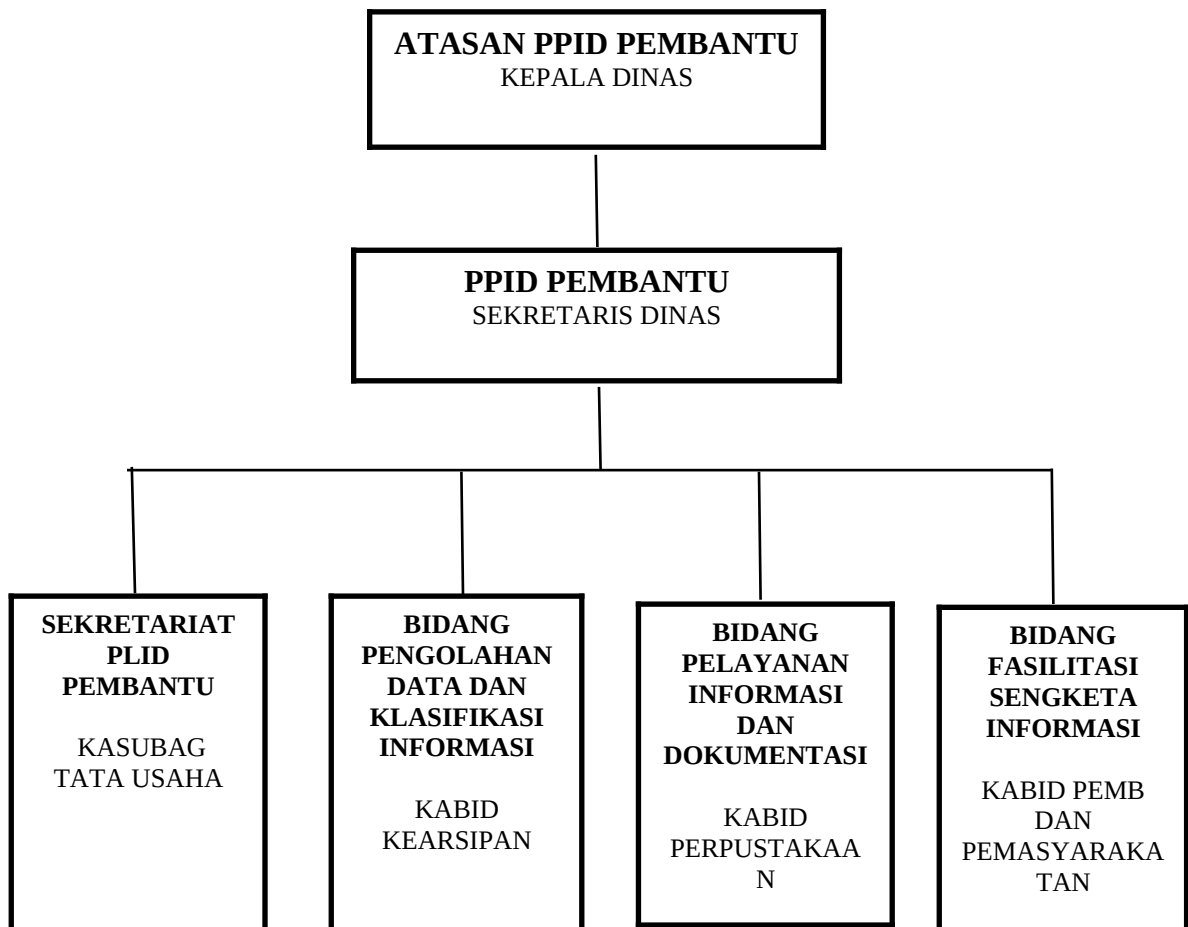 ATASAN PPID PEMBANTU
KEPALA DINAS
PPID PEMBANTU
SEKRETARIS DINAS
SEKRETARIAT
PLID
PEMBANTU
KASUBAG
TATA USAHA
BIDANG
PENGOLAHAN
DATA DAN
KLASIFIKASI
INFORMASI
KABID
KEARSIPAN
BIDANG
PELAYANAN
INFORMASI
DAN
DOKUMENTASI
KABID
PERPUSTAKAA
N
BIDANG
FASILITASI
SENGKETA
INFORMASI
KABID PEMB
DAN
PEMASYARAKA
TAN